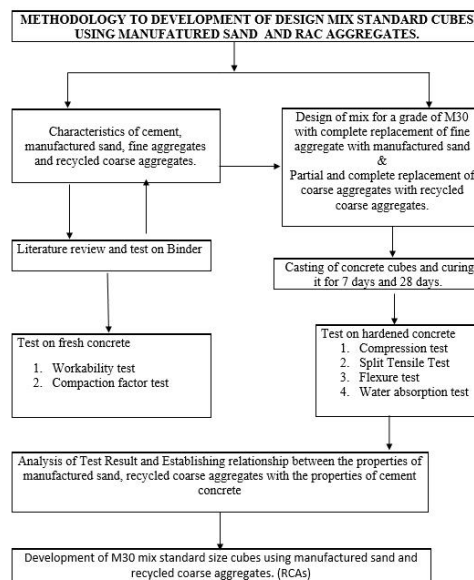 METHODOLOGY TO DEVELOPMENT OF DESIGN MIX STANDARD CUBES
USING MANUFATURED SAND AND RAC AGGREGATES.
Characteristics of cement,
manufactured sand, fine aggregates
and recycled coarse aggregates.
Design of mix for a grade of M30
with complete replacement of fine
aggregate with manufactured sand
&
Partial and complete replacement of
coarse aggregates with recycled
coarse aggregates.
Literature review and test on Binder
Casting of concrete cubes and curing
it for 7 days and 28 days.
Test on fresh concrete
1. Workability test
2. Compaction factor test
Test on hardened concrete
1. Compression test
2. Split Tensile Test
3. Flexure test
4. Water absorption test
Analysis of Test Result and Establishing relationship between the properties of
manufactured sand, recycled coarse aggregates with the properties of cement
concrete
Development of M30 mix standard size cubes using manufactured sand and
recycled coarse aggregates. (RCAs)